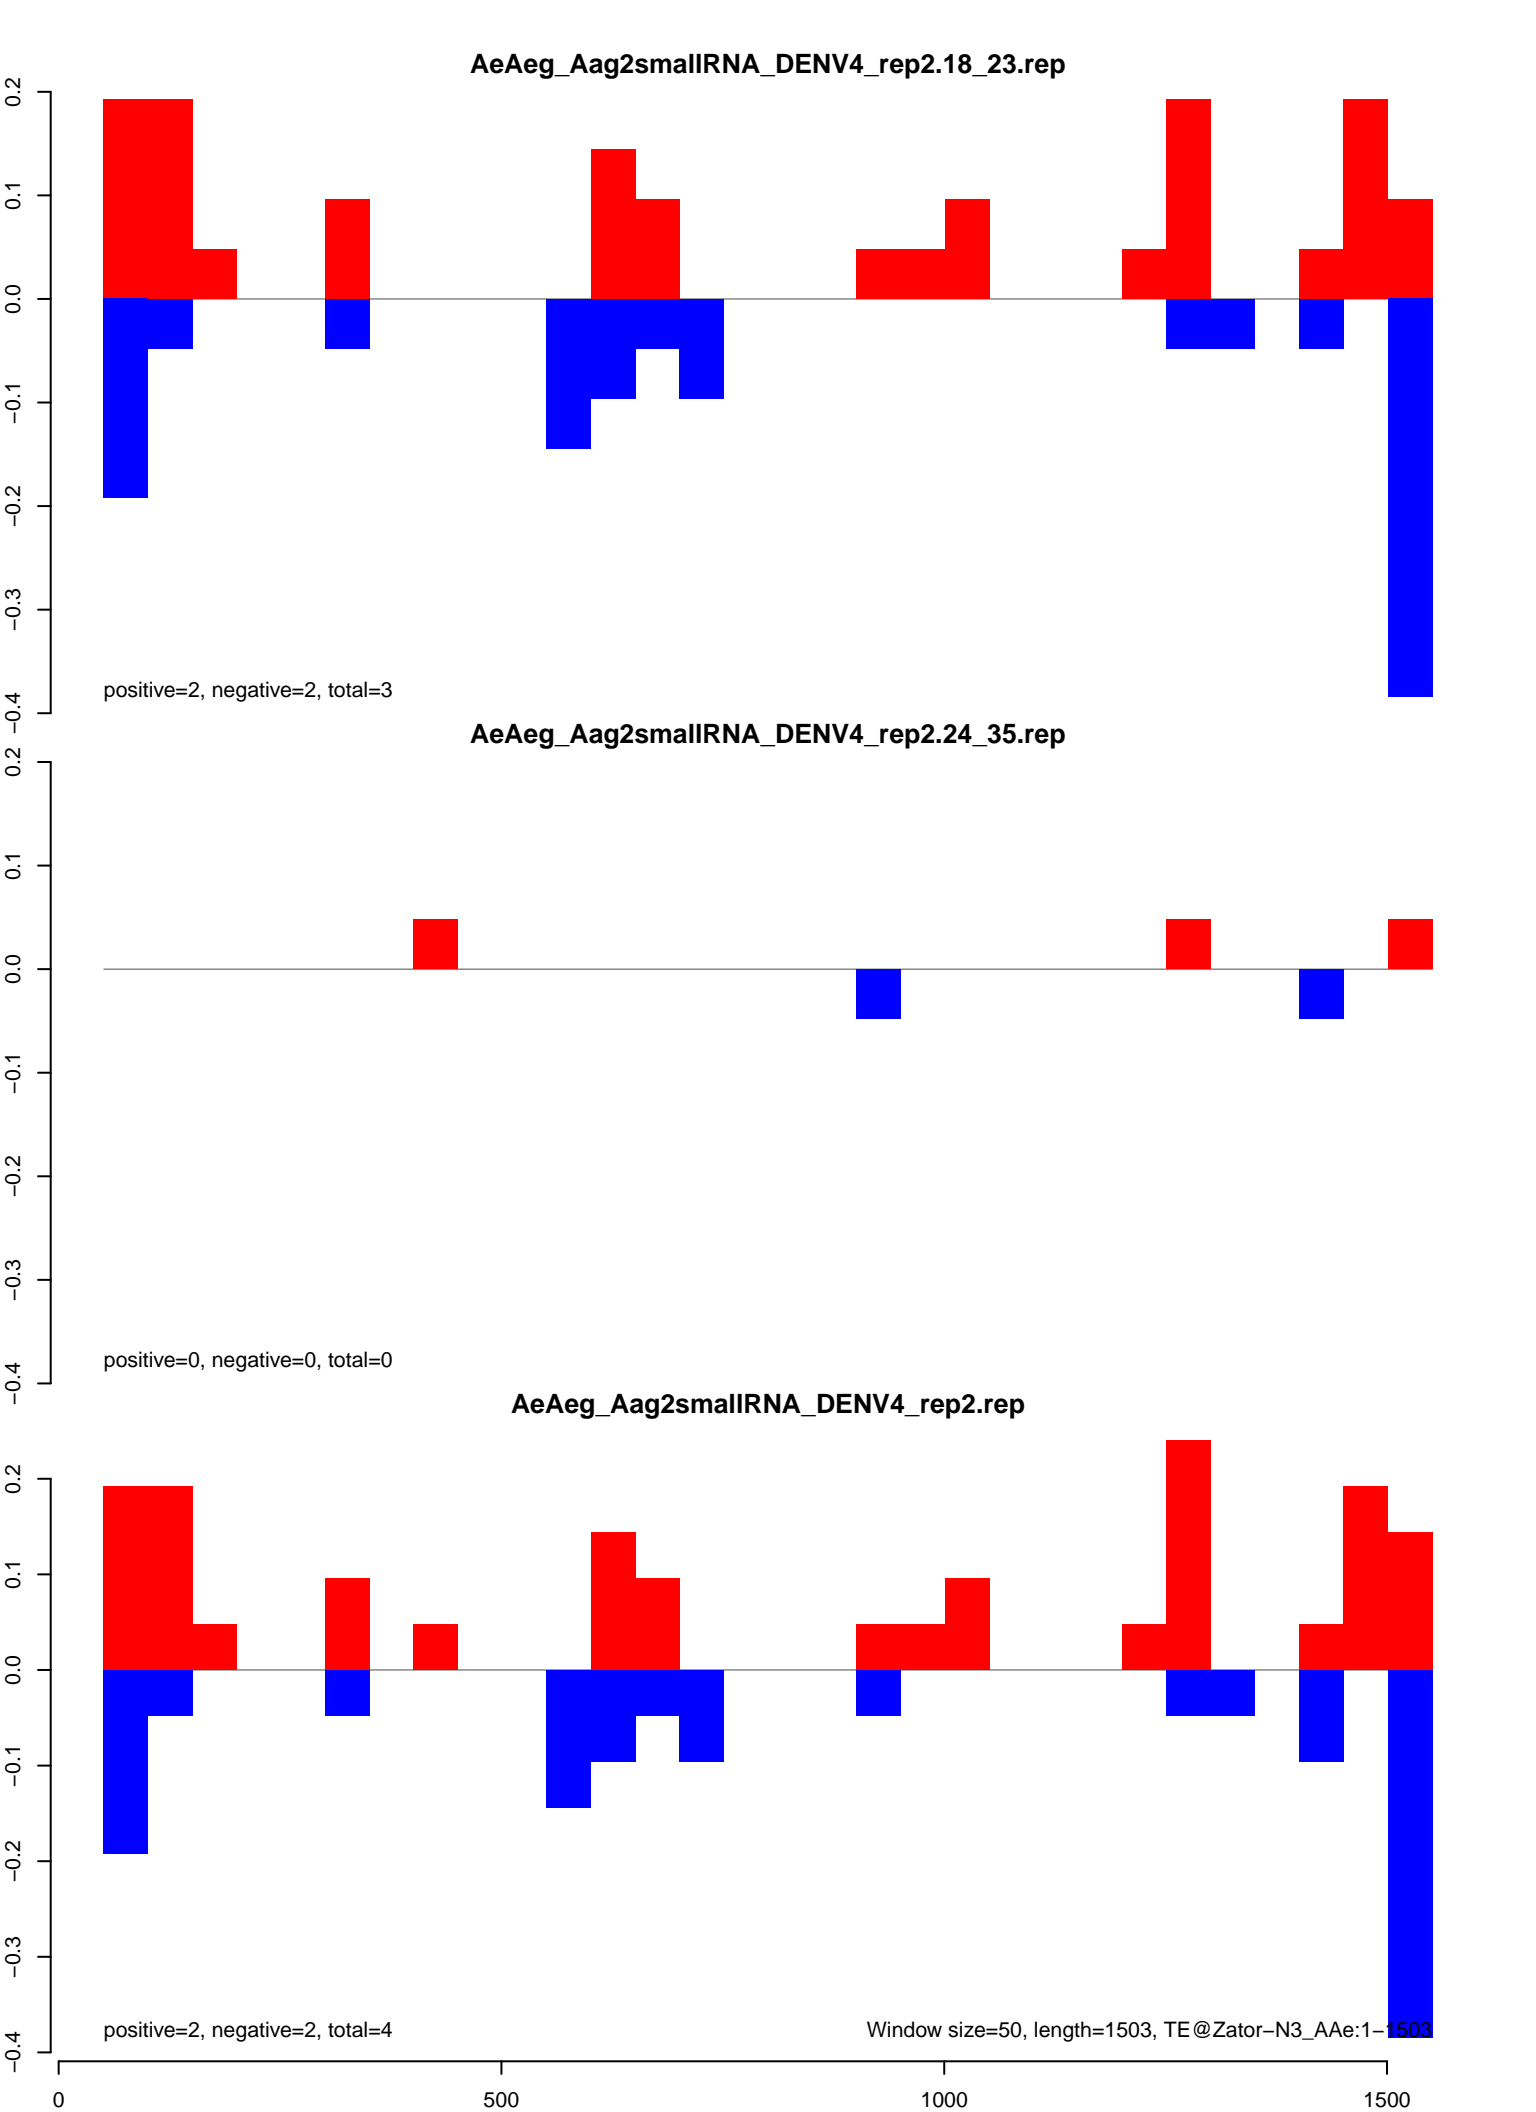 AeAeg_Aag2smallRNA_DENV4_rep2.18_23.rep
0.2
0.1
0.0
−0.1
−0.2
−0.3
−0.4
positive=2, negative=2, total=3
AeAeg_Aag2smallRNA_DENV4_rep2.24_35.rep
0.2
0.1
0.0
−0.1
−0.2
−0.3
−0.4
positive=0, negative=0, total=0
AeAeg_Aag2smallRNA_DENV4_rep2.rep
0.2
0.1
0.0
−0.1
−0.2
−0.3
−0.4
positive=2, negative=2, total=4
Window size=50, length=1503, TE@Zator−N3_AAe:1−1503
0 500 1000 1500